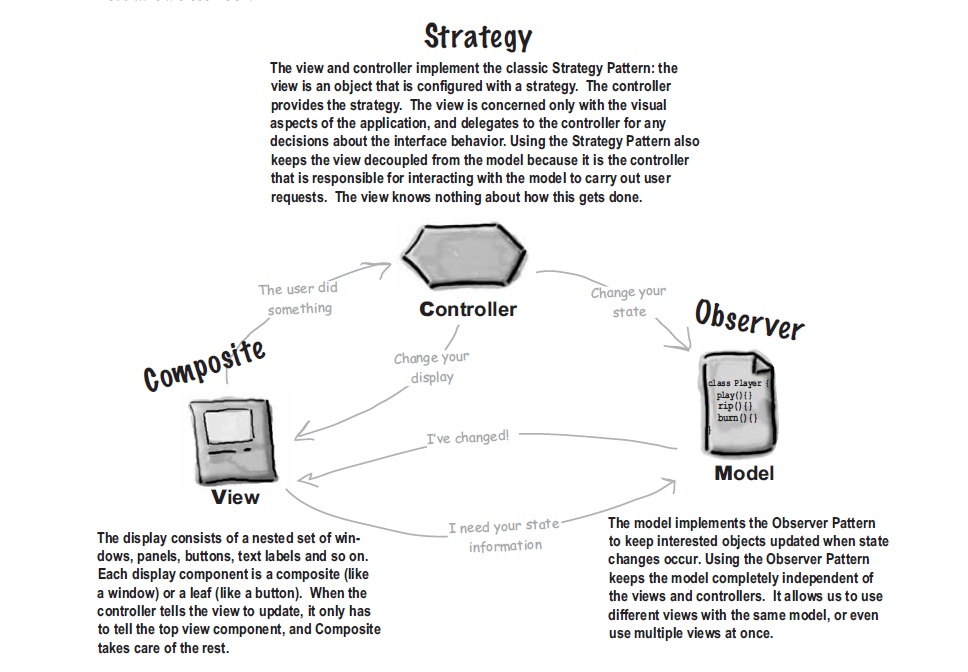 Strategy
The view and controller implement the classic Strategy Pattern: the
view is an object that is configured with a strategy. The controller
provides the strategy. The view is concerned only with the visual
aspects of the application, and delegates to the controller for any
decisions about the interface behavior. Using the Strategy Pattern also
keeps the view decoupled from the model because it is the controller
that is responsible for interacting with the model to carry out user
requests. The view knows nothing about how this gets done.
The user did
something
Controller
Change your
state
Observer
Composite
Change your
display
class Player {
play(){}
rip(){}
burn(){}
}
I've changed!
View
Model
I need your state
information
The display consists of a nested set of win-
dows, panels, buttons, text labels and so on.
Each display component is a composite (like
a window) or a leaf (like a button). When the
controller tells the view to update, it only has
to tell the top view component, and Composite
takes care of the rest.
The model implements the Observer Pattern
to keep interested objects updated when state
changes occur. Using the Observer Pattern
keeps the model completely independent of
the views and controllers. It allows us to use
different views with the same model, or even
use multiple views at once.